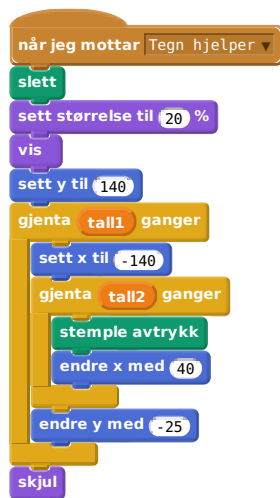 når jeg mottar Tegn hjelper
slett
sett størrelse til 20 %
vis
sett y til 140
gjenta tall1 ganger
sett x til -140
gjenta tall2 ganger
stemple avtrykk
endre x med 40
endre y med -25
skjul